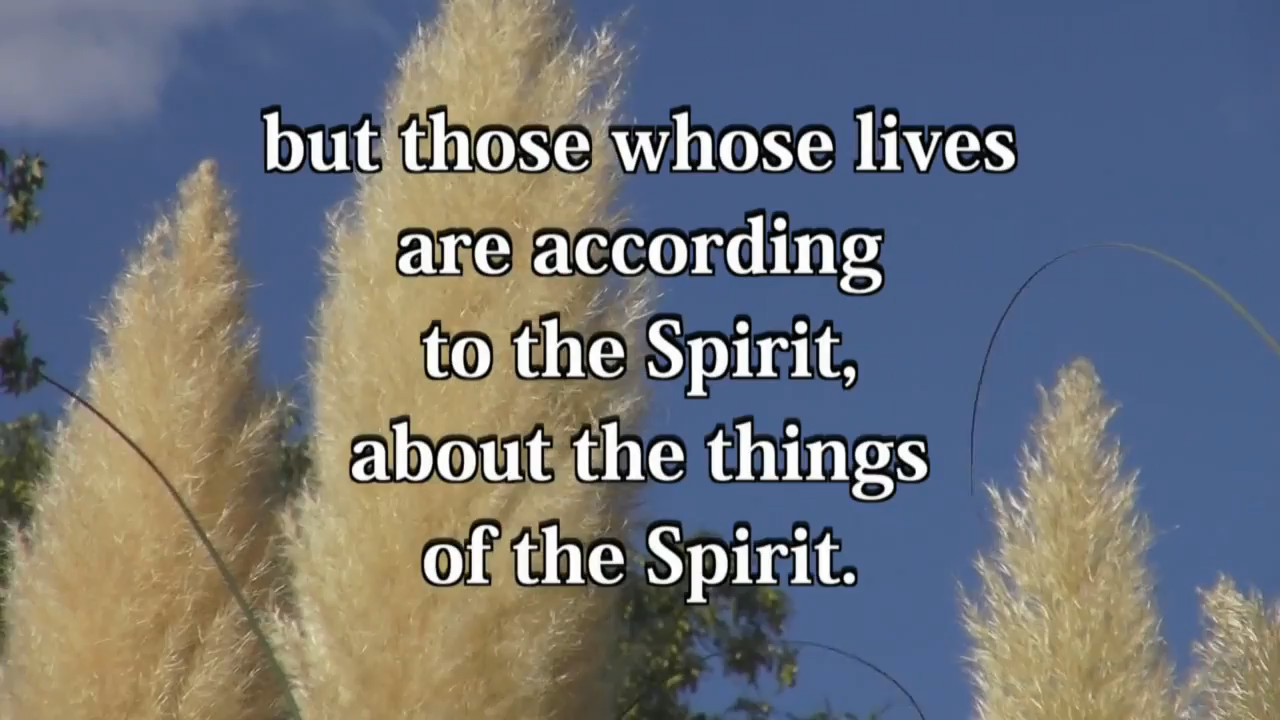 but those whose lives
are according
to the Spirit,
about the things
of the Spirit.